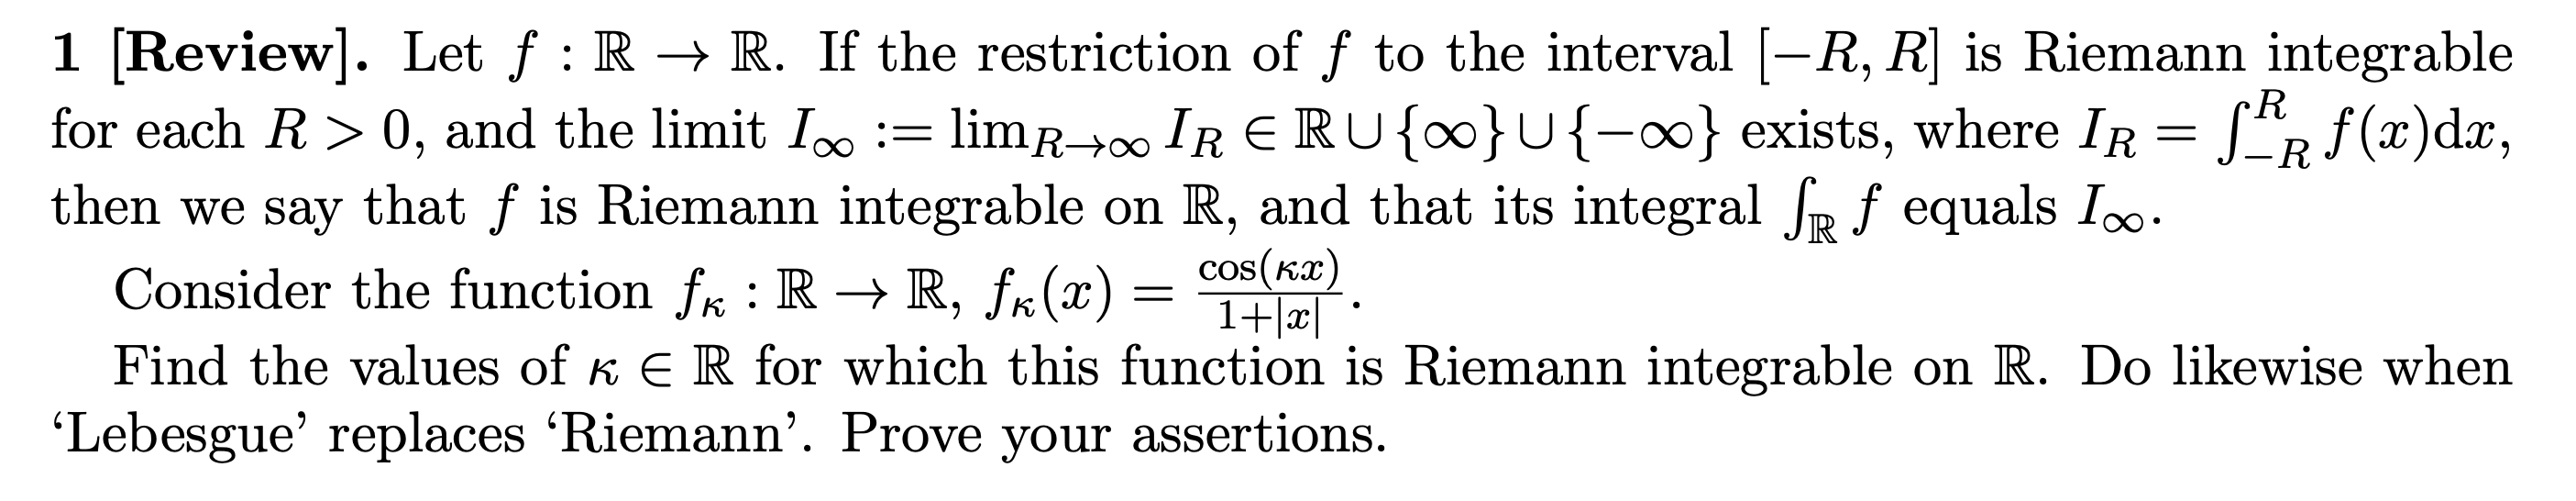 1 [Review]. Let f : ℝ → ℝ. If the restriction of f to the interval [−R, R] is Riemann integrable
for each R > 0, and the limit I_∞ := lim_{R→∞} I_R ∈ ℝ ∪ {∞} ∪ {−∞} exists, where I_R = ∫_{−R}^{R} f(x)dx,
then we say that f is Riemann integrable on ℝ, and that its integral ∫_ℝ f equals I_∞.
Consider the function f_κ : ℝ → ℝ, f_κ(x) = cos(κx)/(1+|x|).
Find the values of κ ∈ ℝ for which this function is Riemann integrable on ℝ. Do likewise when
‘Lebesgue’ replaces ‘Riemann’. Prove your assertions.